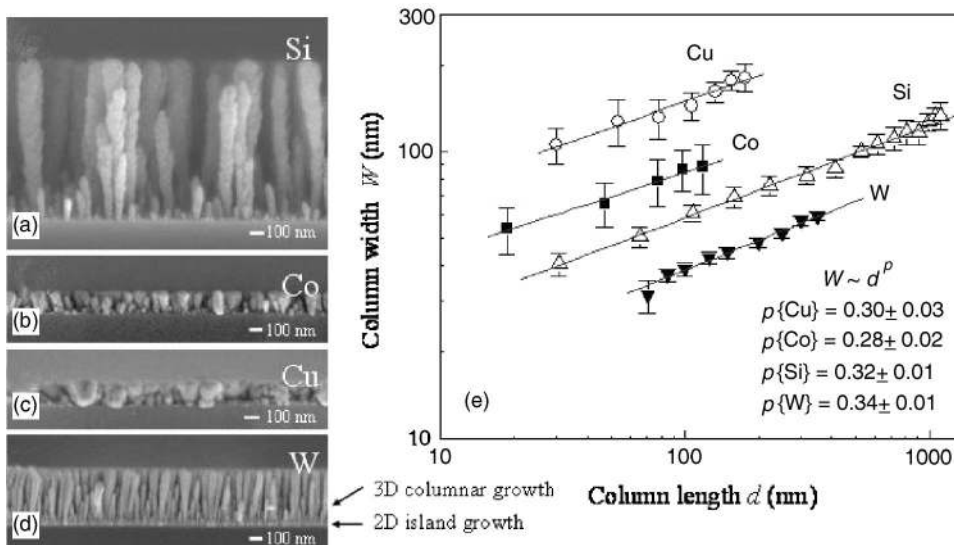 Si
(a)
100 nm
Co
(b)
100 nm
Cu
(c)
100 nm
W
(d)
100 nm
3D columnar growth
2D island growth
300
100
10
Column width W (nm)
Cu
Co
Si
W
W ~ d^p
p{Cu} = 0.30± 0.03
p{Co} = 0.28± 0.02
p{Si} = 0.32± 0.01
p{W} = 0.34± 0.01
(e)
10
100
1000
Column length d (nm)